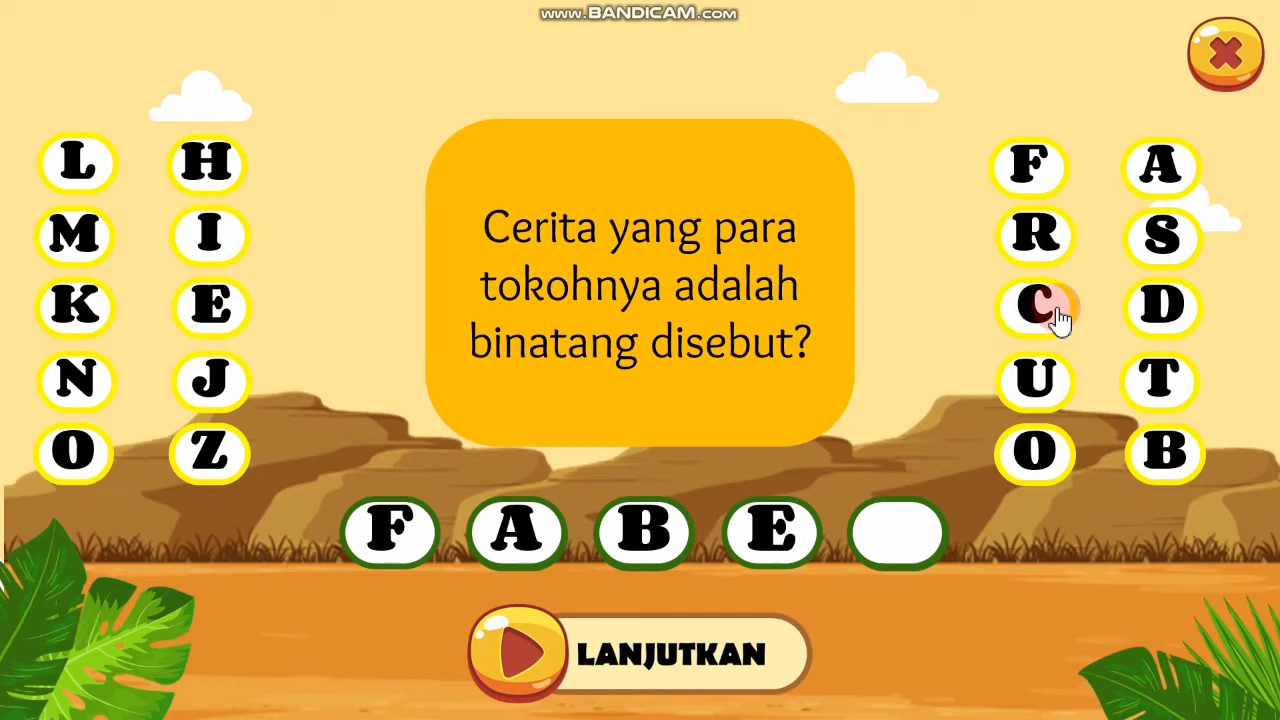 www.BANDICAM.com
L H F A
M I R S
K E C D
N J U T
O Z O B
Cerita yang para
tokohnya adalah
binatang disebut?
F A B E
LANJUTKAN